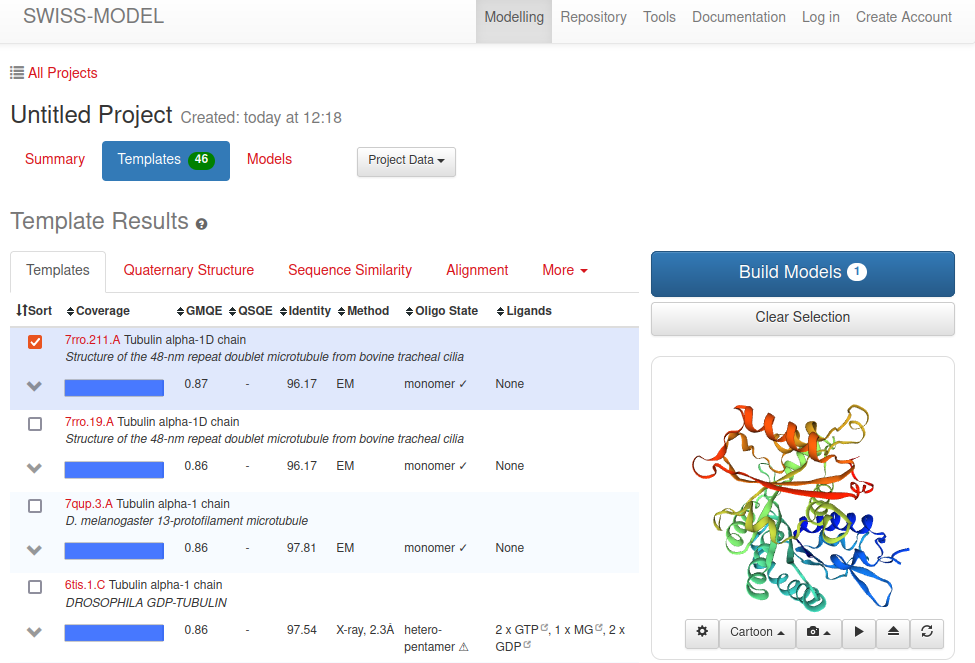 SWISS-MODEL
Modelling Repository Tools Documentation Log in Create Account
All Projects
Untitled Project Created: today at 12:18
Summary Templates 46 Models Project Data
Template Results
Templates Quaternary Structure Sequence Similarity Alignment More
Build Models 1
Clear Selection
Sort Coverage GMQE QSQE Identity Method Oligo State Ligands
7rro.211.A Tubulin alpha-1D chain
Structure of the 48-nm repeat doublet microtubule from bovine tracheal cilia
0.87 - 96.17 EM monomer ✓ None
7rro.19.A Tubulin alpha-1D chain
Structure of the 48-nm repeat doublet microtubule from bovine tracheal cilia
0.86 - 96.17 EM monomer ✓ None
7qup.3.A Tubulin alpha-1 chain
D. melanogaster 13-protofilament microtubule
0.86 - 97.81 EM monomer ✓ None
6tis.1.C Tubulin alpha-1 chain
DROSOPHILA GDP-TUBULIN
0.86 - 97.54 X-ray, 2.3Å hetero-
pentamer ⚠
2 x GTP, 1 x MG, 2 x
GDP
Cartoon